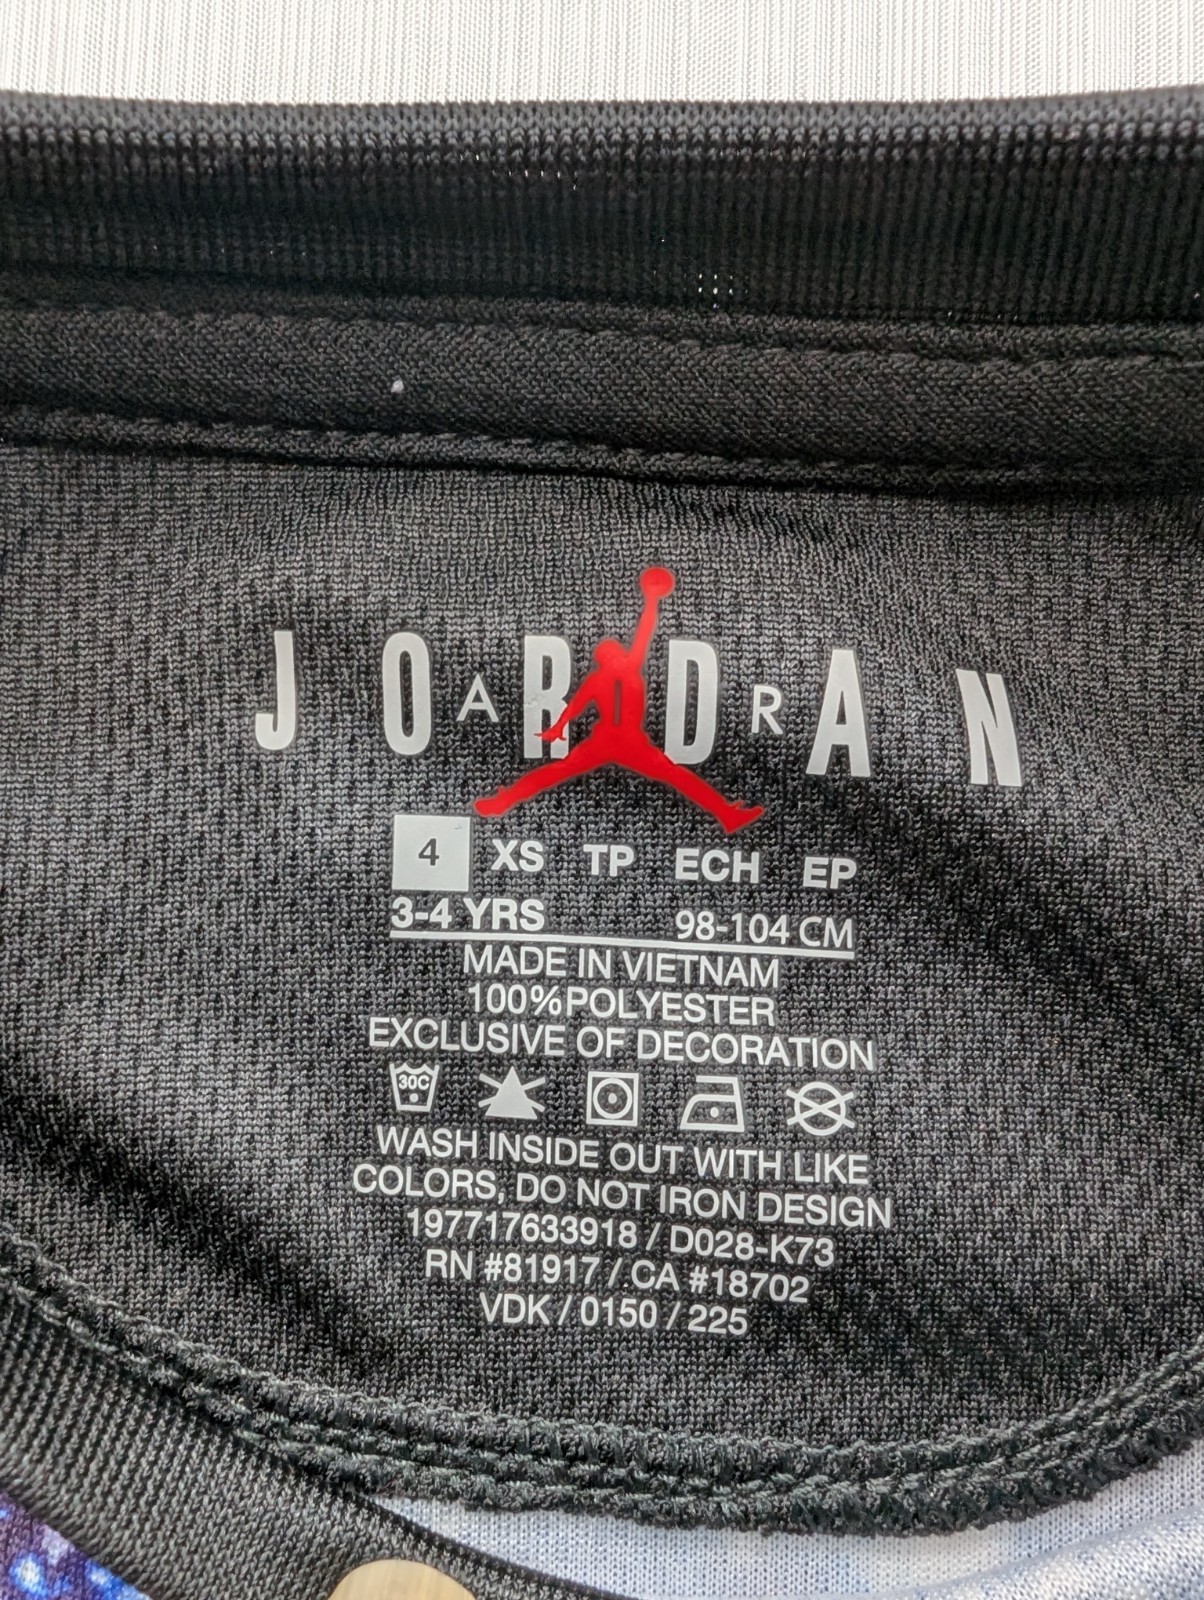 JORDAN
AIR
4 XS TP ECH EP
3-4 YRS 98-104 CM
MADE IN VIETNAM
100%POLYESTER
EXCLUSIVE OF DECORATION
30C
WASH INSIDE OUT WITH LIKE
COLORS, DO NOT IRON DESIGN
197717633918 / D028-K73
RN #81917 / CA #18702
VDK / 0150 / 225